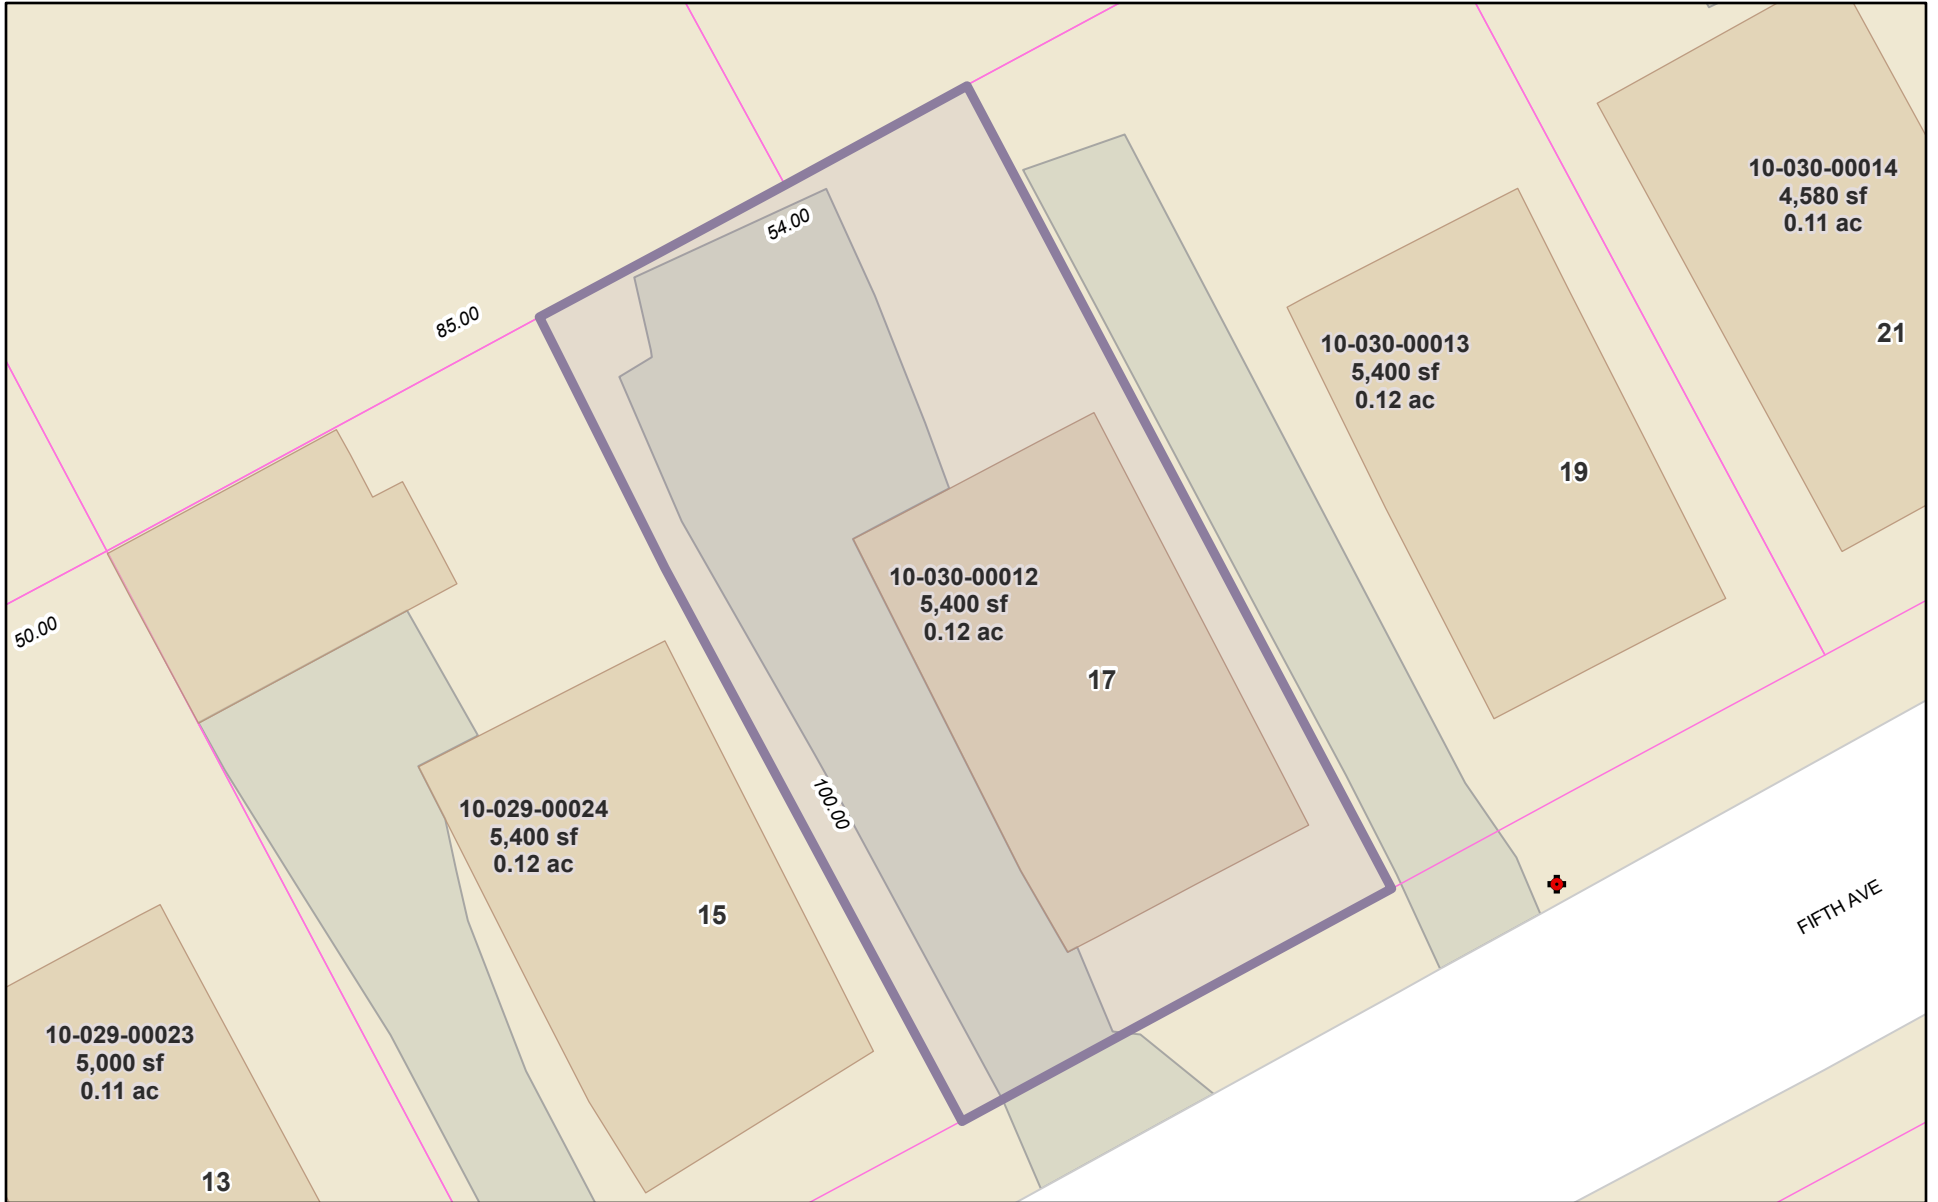 10-030-00014
4,580 sf
0.11 ac
54.00
85.00
21
10-030-00013
5,400 sf
0.12 ac
19
10-030-00012
5,400 sf
0.12 ac
50.00
17
100.00
10-029-00024
5,400 sf
0.12 ac
15
FIFTH AVE
10-029-00023
5,000 sf
0.11 ac
13